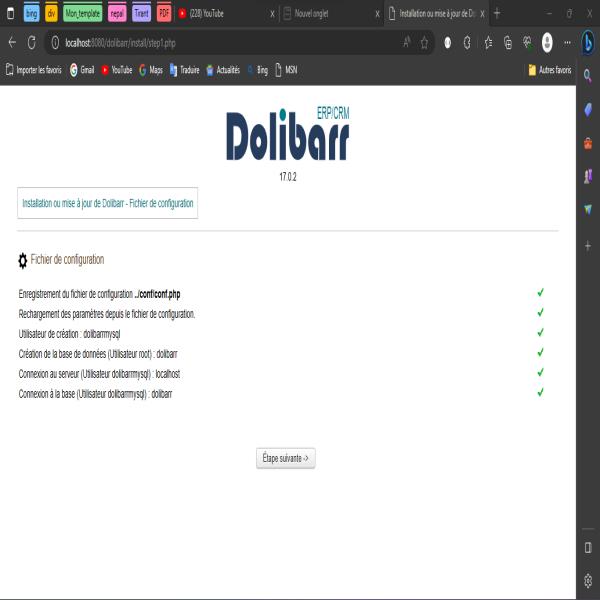 bing div Mon_template nepal Tirant PDF (228) YouTube Nouvel onglet Installation ou mise à jour de Do
localhost:8080/dolibarr/install/step1.php
Importer les favoris Gmail YouTube Maps Traduire Actualités Bing MSN Autres favoris
ERP/CRM
Dolibarr
17.0.2
Installation ou mise à jour de Dolibarr - Fichier de configuration
Fichier de configuration
Enregistrement du fichier de configuration ../conf/conf.php
Rechargement des paramètres depuis le fichier de configuration.
Utilisateur de création : dolibarrmysql
Création de la base de données (Utilisateur root) : dolibarr
Connexion au serveur (Utilisateur dolibarrmysql) : localhost
Connexion à la base (Utilisateur dolibarrmysql) : dolibarr
Étape suivante ->